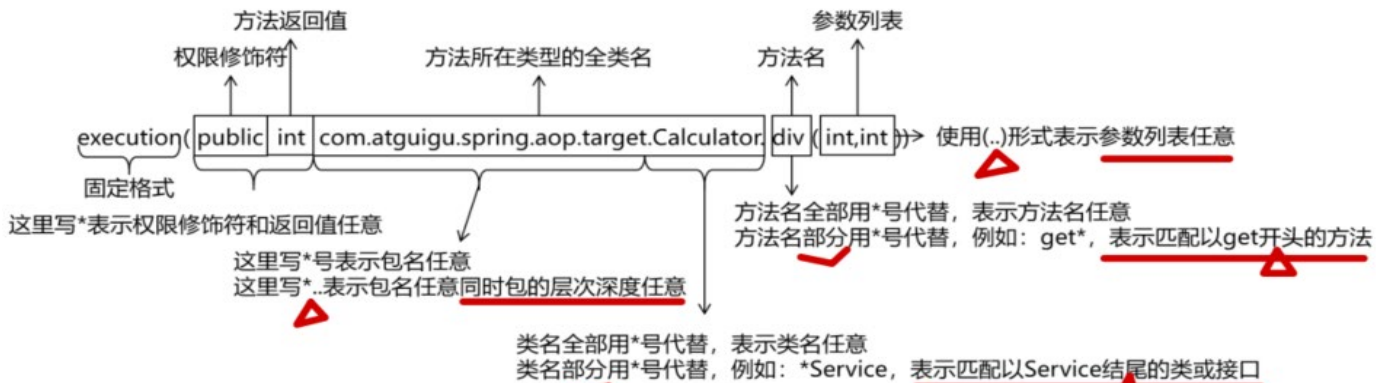 方法返回值
参数列表
权限修饰符
方法所在类型的全类名
方法名
execution( public int com.atguigu.spring.aop.target.Calculator. div ( int,int )) 使用(..)形式表示参数列表任意
固定格式
这里写*表示权限修饰符和返回值任意
方法名全部用*号代替，表示方法名任意
方法名部分用*号代替，例如：get*，表示匹配以get开头的方法
这里写*号表示包名任意
这里写*..表示包名任意同时包的层次深度任意
类名全部用*号代替，表示类名任意
类名部分用*号代替，例如：*Service，表示匹配以Service结尾的类或接口